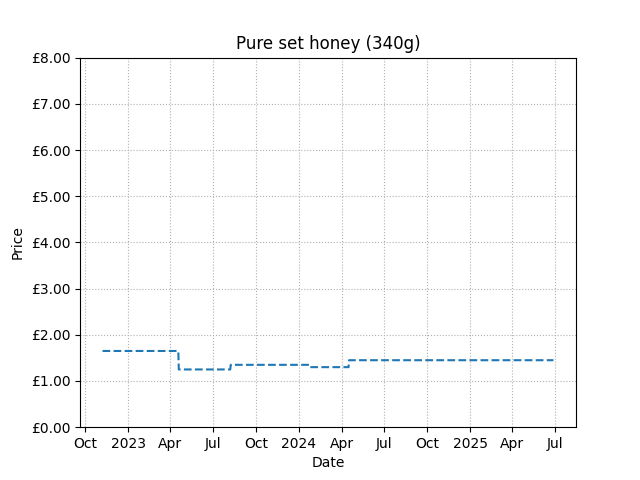 Pure set honey (340g)
£8.00
£7.00
£6.00
£5.00
£4.00
£3.00
£2.00
£1.00
£0.00
Price
Oct 2023 Apr Jul Oct 2024 Apr Jul Oct 2025 Apr Jul
Date